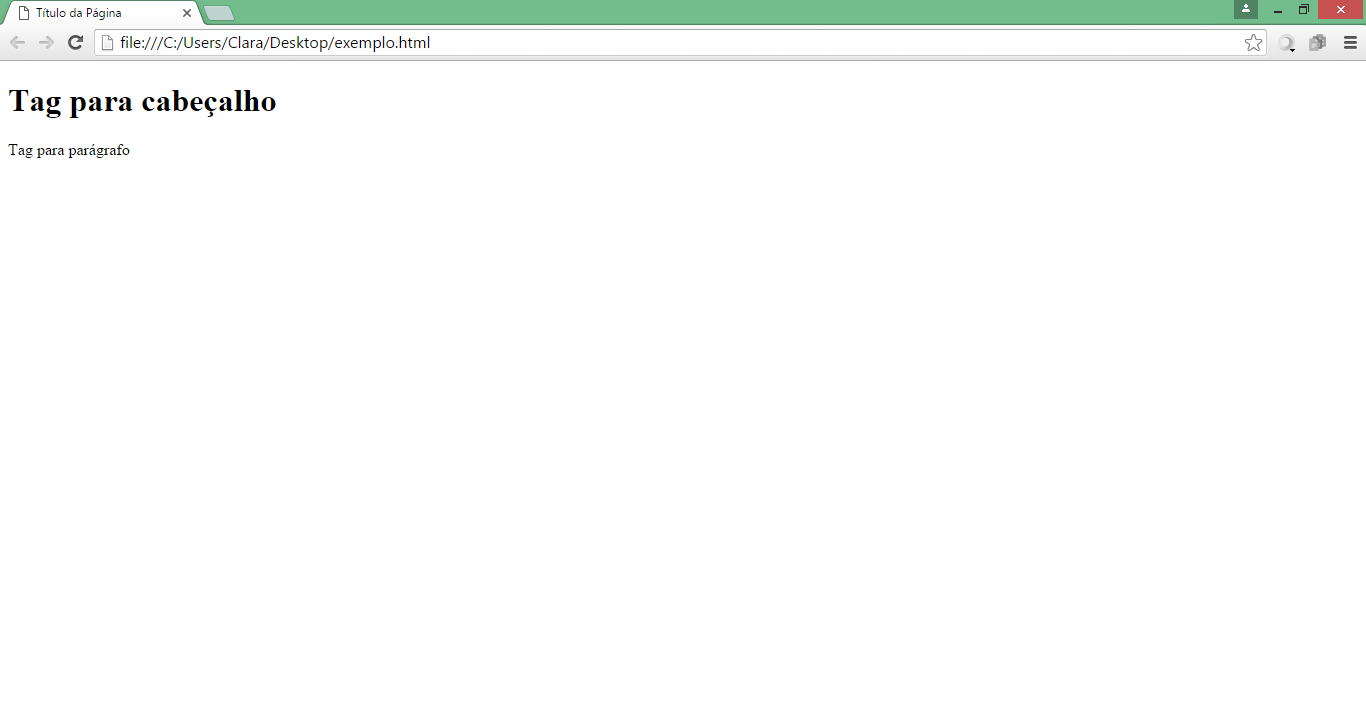 Título da Página
file:///C:/Users/Clara/Desktop/exemplo.html
Tag para cabeçalho
Tag para parágrafo